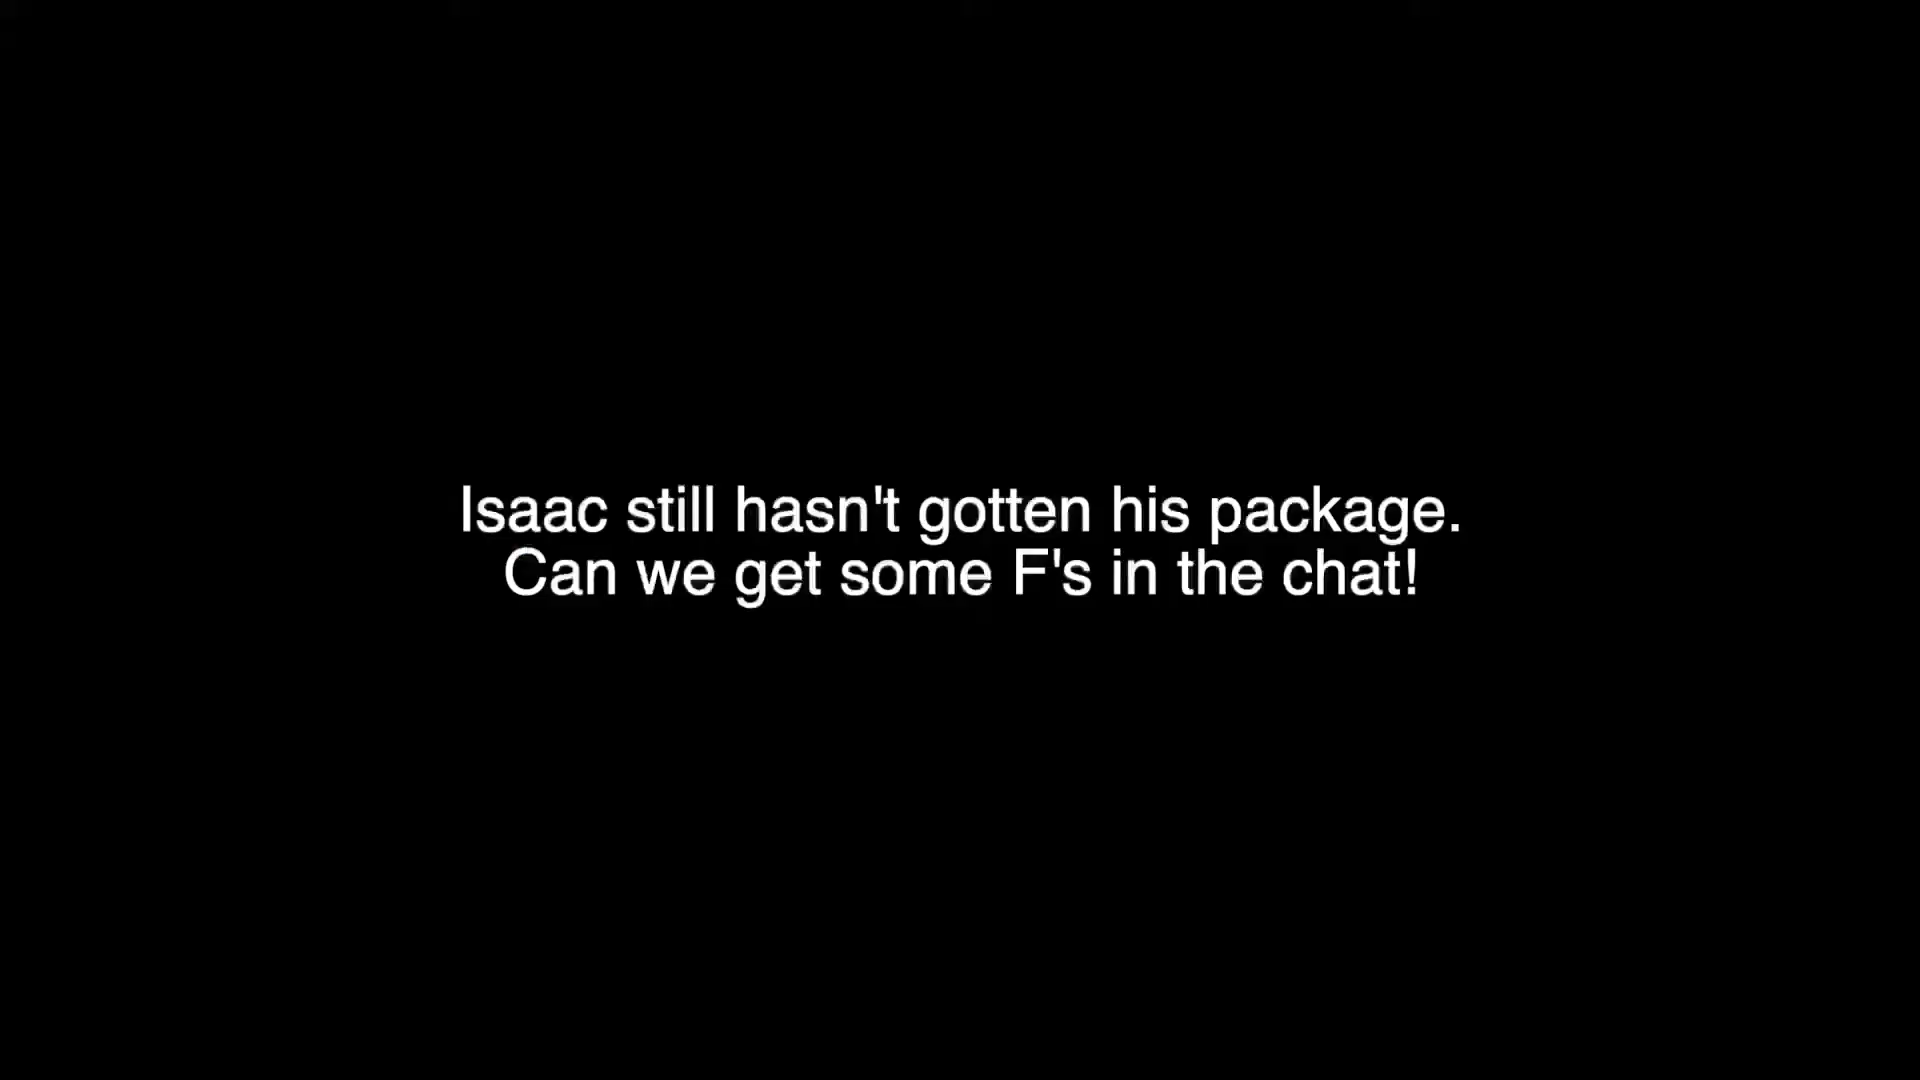 Isaac still hasn't gotten his package.
Can we get some F's in the chat!